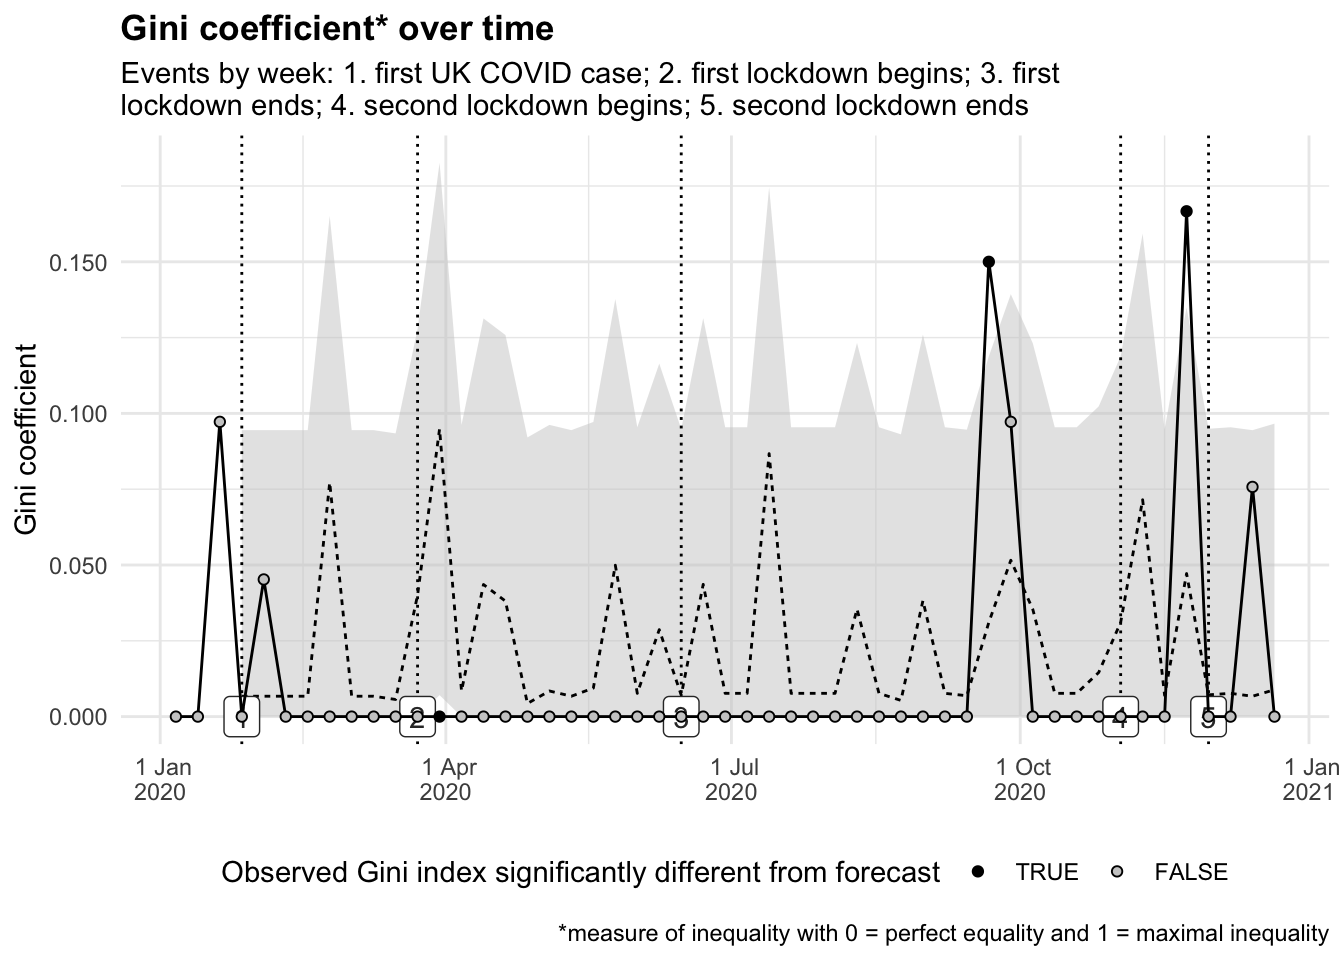 Gini coefficient* over time
Events by week: 1. first UK COVID case; 2. first lockdown begins; 3. first
lockdown ends; 4. second lockdown begins; 5. second lockdown ends
Gini coefficient
0.150
0.100
0.050
0.000
1
2
3
4
5
1 Jan
2020
1 Apr
2020
1 Jul
2020
1 Oct
2020
1 Jan
2021
Observed Gini index significantly different from forecast
TRUE
FALSE
*measure of inequality with 0 = perfect equality and 1 = maximal inequality